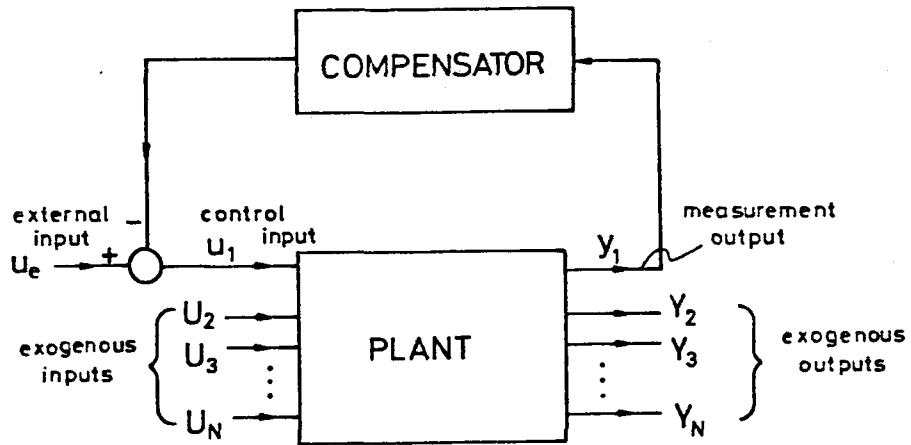 COMPENSATOR
external
input
u_e
+
−
control
input
u_1
y_1
measurement
output
exogenous
inputs
U_2
U_3
⋮
U_N
PLANT
Y_2
Y_3
⋮
Y_N
exogenous
outputs